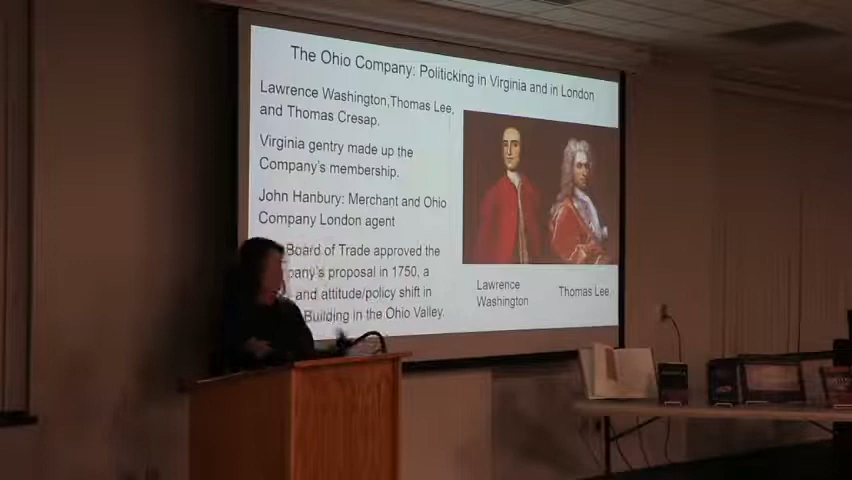 The Ohio Company: Politicking in Virginia and in London
Lawrence Washington,Thomas Lee,
and Thomas Cresap.
Virginia gentry made up the
Company's membership.
John Hanbury: Merchant and Ohio
Company London agent
Board of Trade approved the
pany's proposal in 1750, a
and attitude/policy shift in
Building in the Ohio Valley.
Lawrence
Washington
Thomas Lee